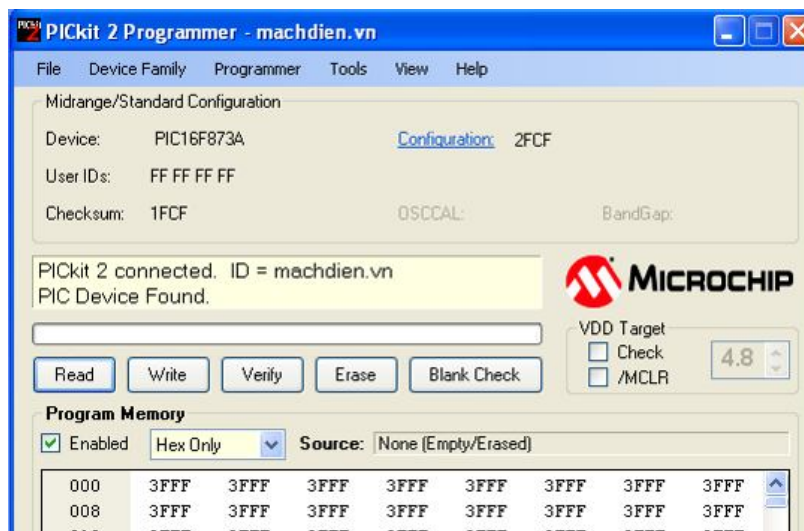 PICkit 2 Programmer - machdien.vn
File Device Family Programmer Tools View Help
Midrange/Standard Configuration
Device: PIC16F873A Configuration: 2FCF
User IDs: FF FF FF FF
Checksum: 1FCF OSCCAL: BandGap:
PICkit 2 connected. ID = machdien.vn
PIC Device Found.
MICROCHIP
VDD Target
Check
/MCLR
4.8
Read Write Verify Erase Blank Check
Program Memory
Enabled Hex Only Source: None (Empty/Erased)
000 3FFF 3FFF 3FFF 3FFF 3FFF 3FFF 3FFF 3FFF
008 3FFF 3FFF 3FFF 3FFF 3FFF 3FFF 3FFF 3FFF